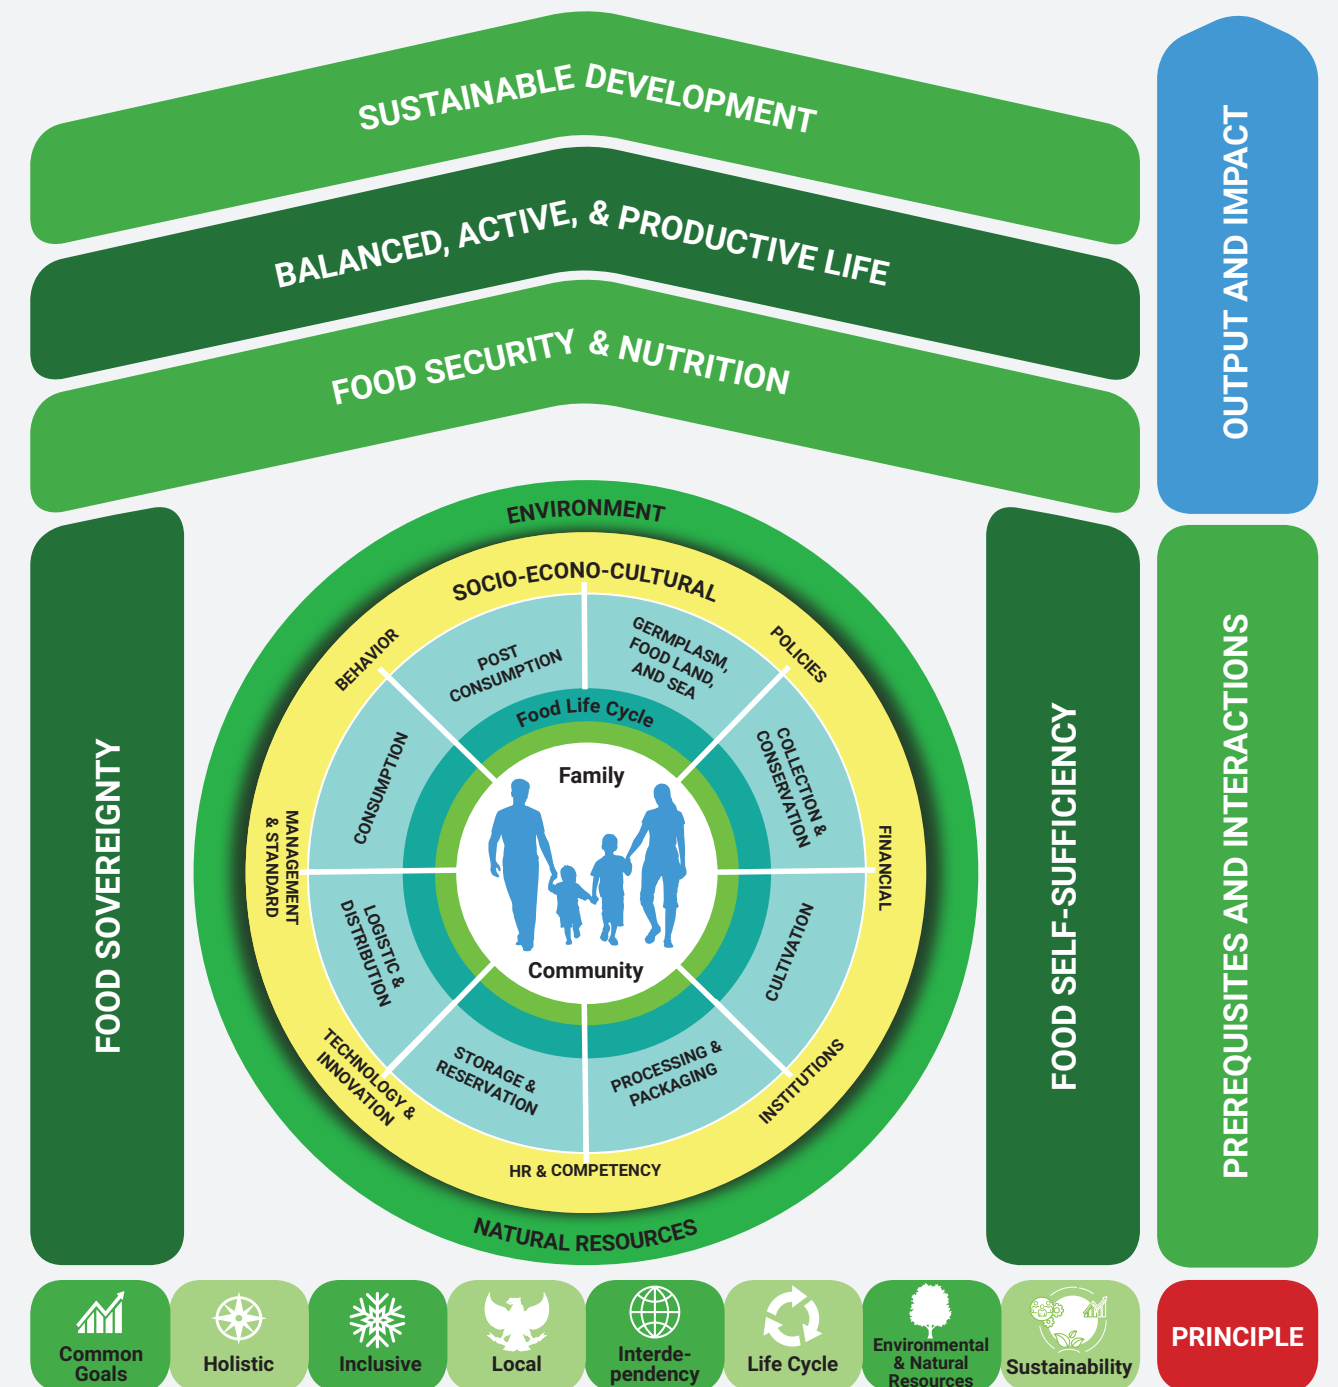 SUSTAINABLE DEVELOPMENT
BALANCED, ACTIVE, & PRODUCTIVE LIFE
FOOD SECURITY & NUTRITION
OUTPUT AND IMPACT
FOOD SOVEREIGNTY
ENVIRONMENT
SOCIO-ECONO-CULTURAL
BEHAVIOR
POLICIES
FINANCIAL
INSTITUTIONS
HR & COMPETENCY
TECHNOLOGY &
INNOVATION
MANAGEMENT
& STANDARD
POST
CONSUMPTION
GERMPLASM,
FOOD LAND,
AND SEA
COLLECTION &
CONSERVATION
CULTIVATION
PROCESSING &
PACKAGING
STORAGE &
RESERVATION
LOGISTIC &
DISTRIBUTION
CONSUMPTION
Food Life Cycle
Family
Community
NATURAL RESOURCES
FOOD SELF-SUFFICIENCY
PREREQUISITES AND INTERACTIONS
Common
Goals
Holistic
Inclusive
Local
Interde-
pendency
Life Cycle
Environmental
& Natural
Resources
Sustainability
PRINCIPLE